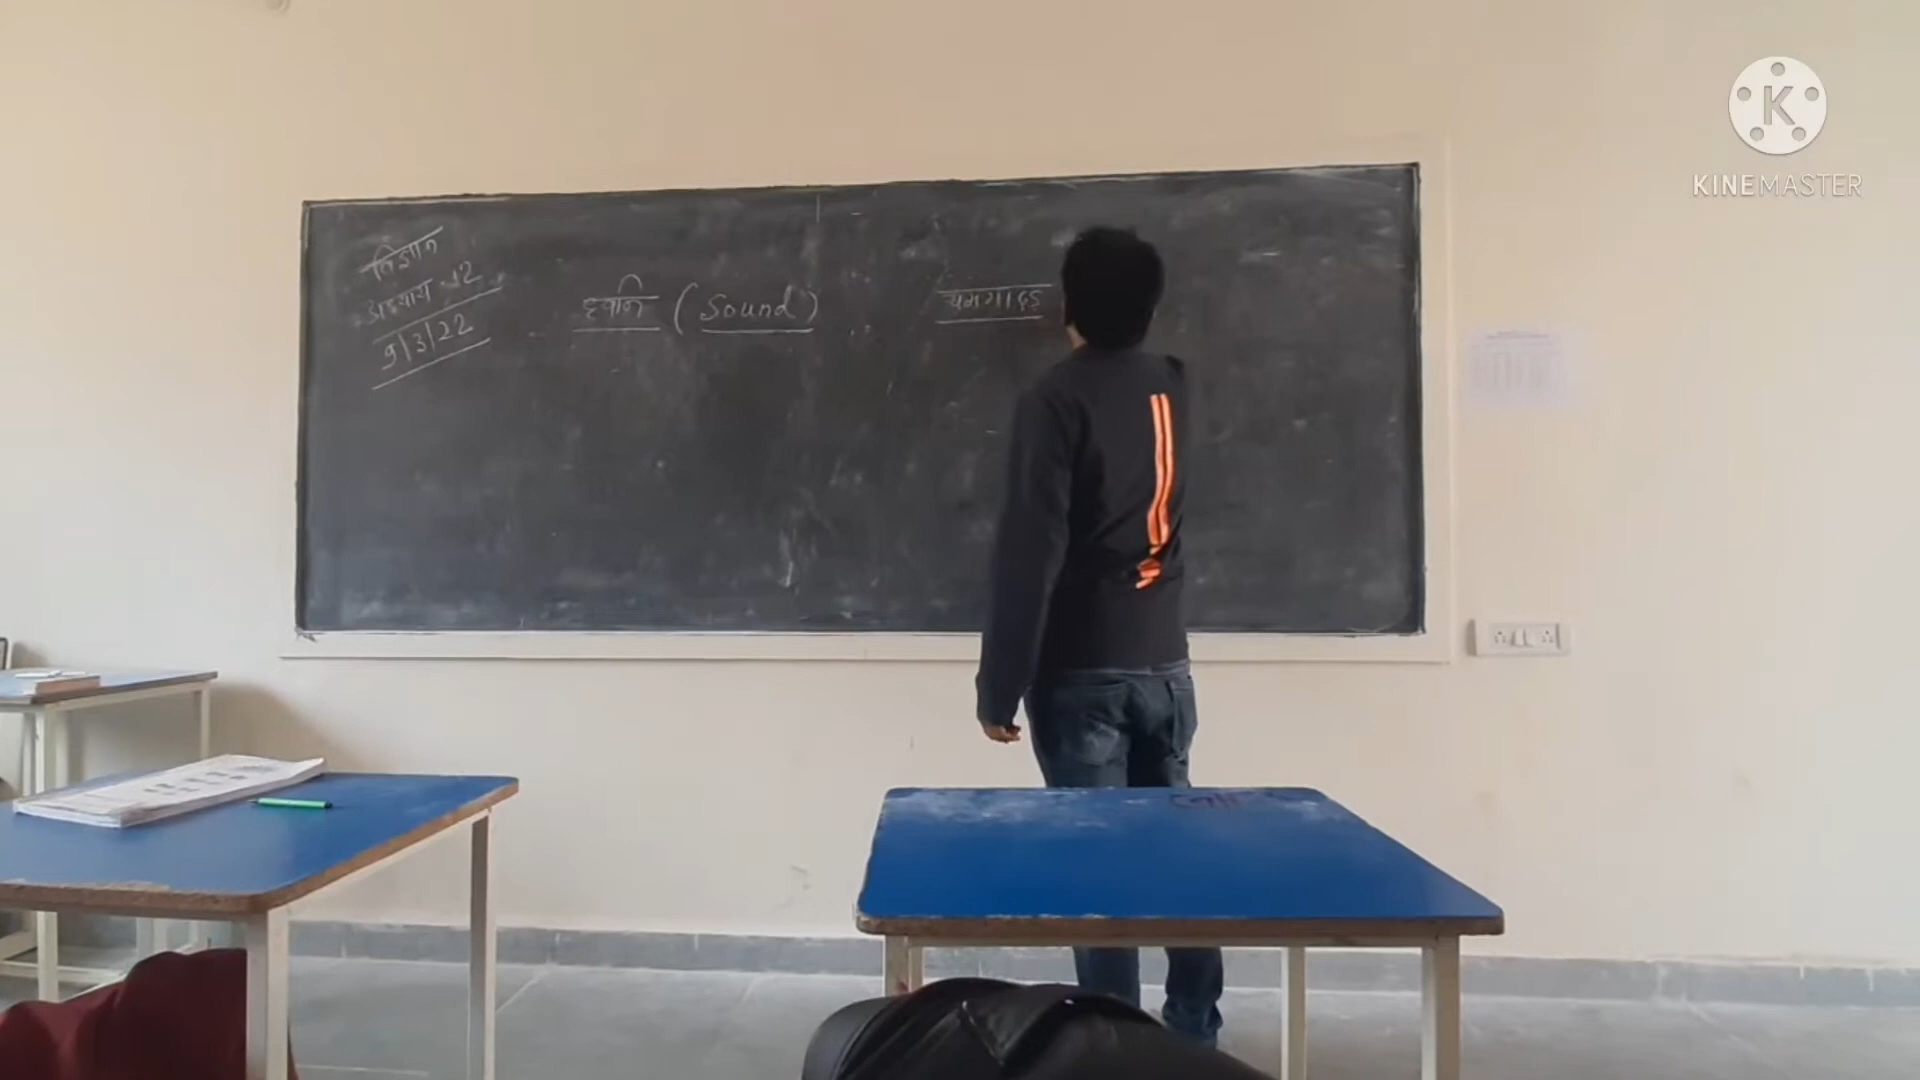 विज्ञान
अध्याय - 12
9/3/22
ध्वनि (Sound)
चमगादड़
KINEMASTER